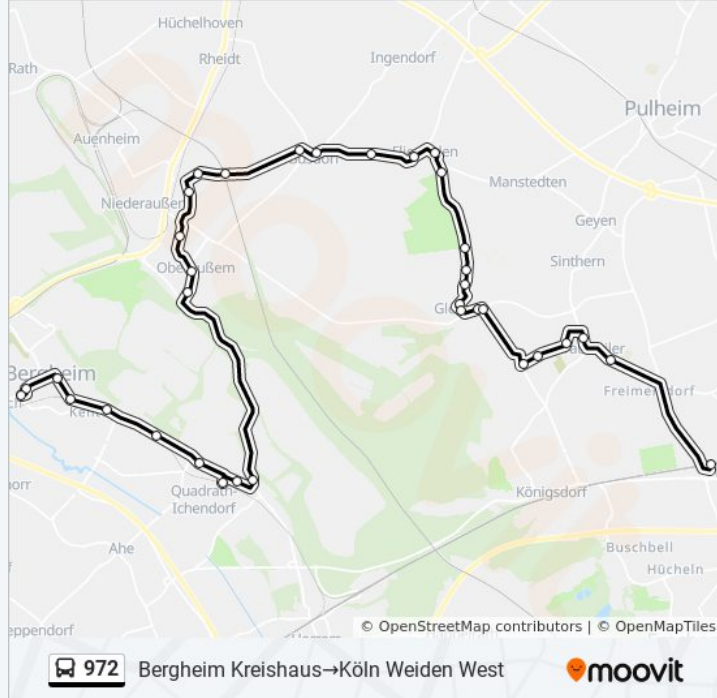 Hüchelhoven
Rheidt
Ingendorf
Rath
Pulheim
Auenheim
Manstedten
Niederaußem
Geyen
Sinthern
Bergheim
Freimersdorf
Quadrath-
Ichendorf
Königsdorf
Buschbell
Ahe
Hücheln
© OpenStreetMap contributors | © OpenMapTiles
972 Bergheim Kreishaus→Köln Weiden West
moovit